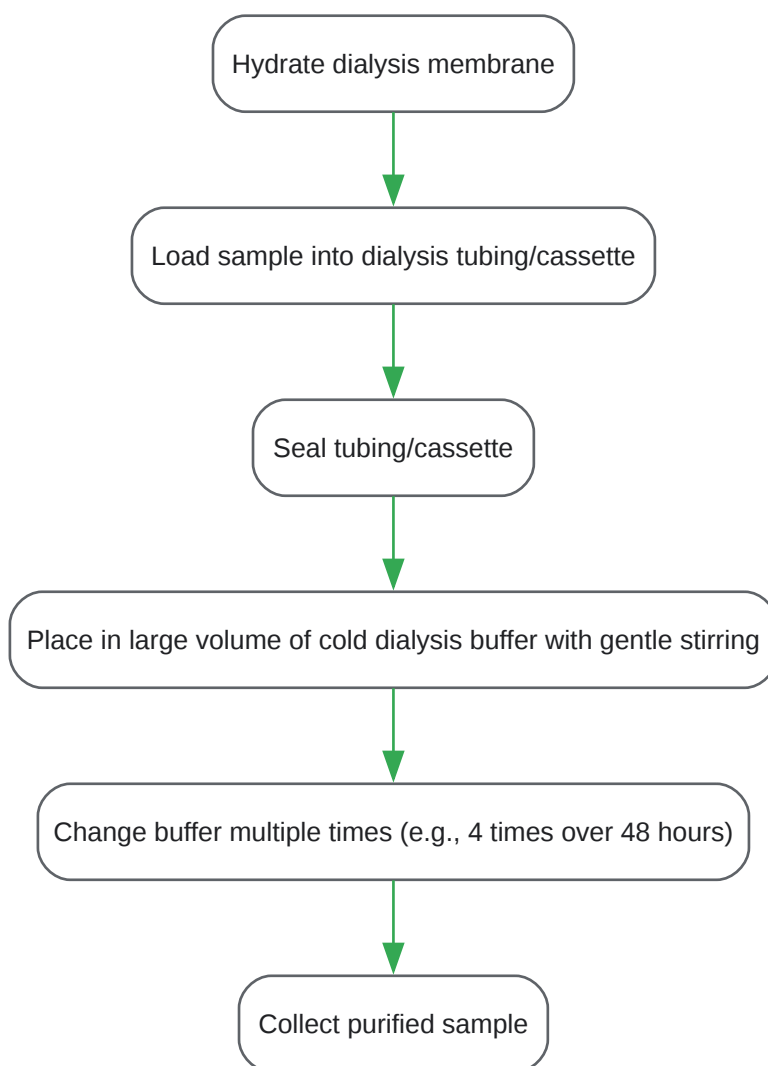 Hydrate dialysis membrane
Load sample into dialysis tubing/cassette
Seal tubing/cassette
Place in large volume of cold dialysis buffer with gentle stirring
Change buffer multiple times (e.g., 4 times over 48 hours)
Collect purified sample